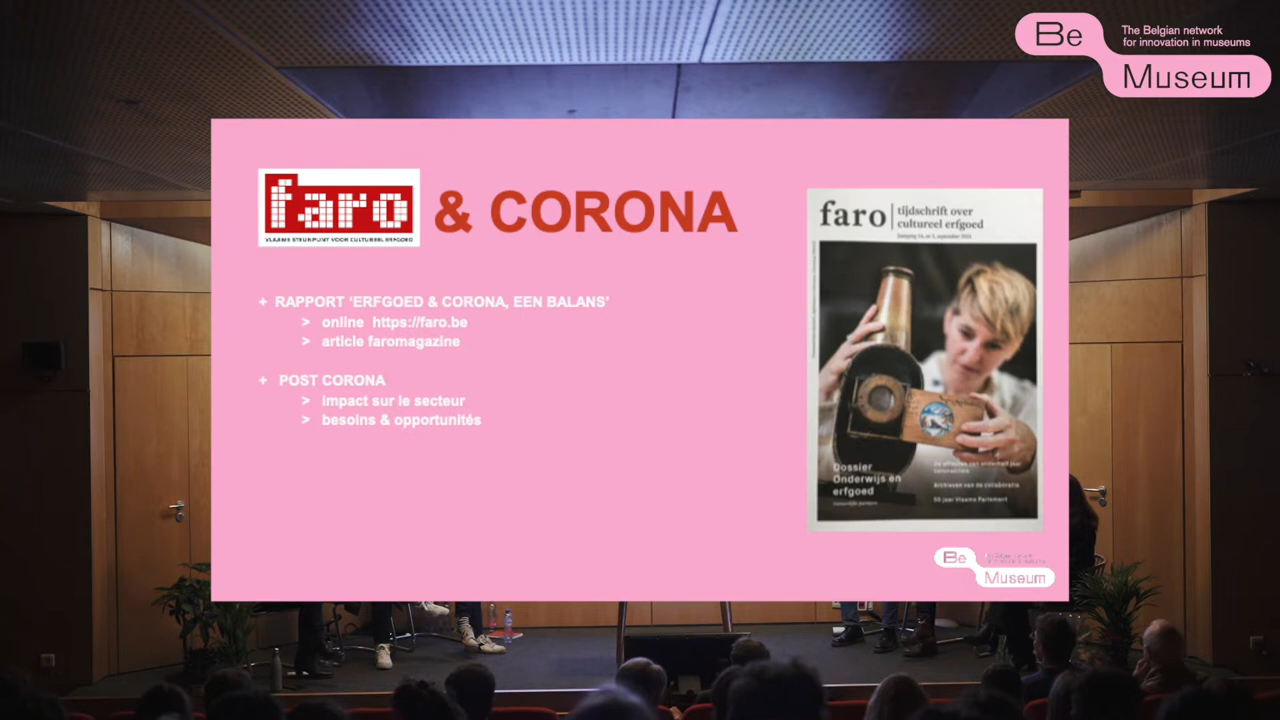 Be
Museum
The Belgian network
for innovation in museums
faro
VLAAMS STEUNPUNT VOOR CULTUREEL ERFGOED
& CORONA
+ RAPPORT ‘ERFGOED & CORONA, EEN BALANS’
> online https://faro.be
> article faromagazine
+ POST CORONA
> impact sur le secteur
> besoins & opportunités
faro | tijdschrift over
cultureel erfgoed
Dossier
Onderwijs en
erfgoed
Archieven van de collaboratie
50 jaar Vlaams Parlement
Be
Museum